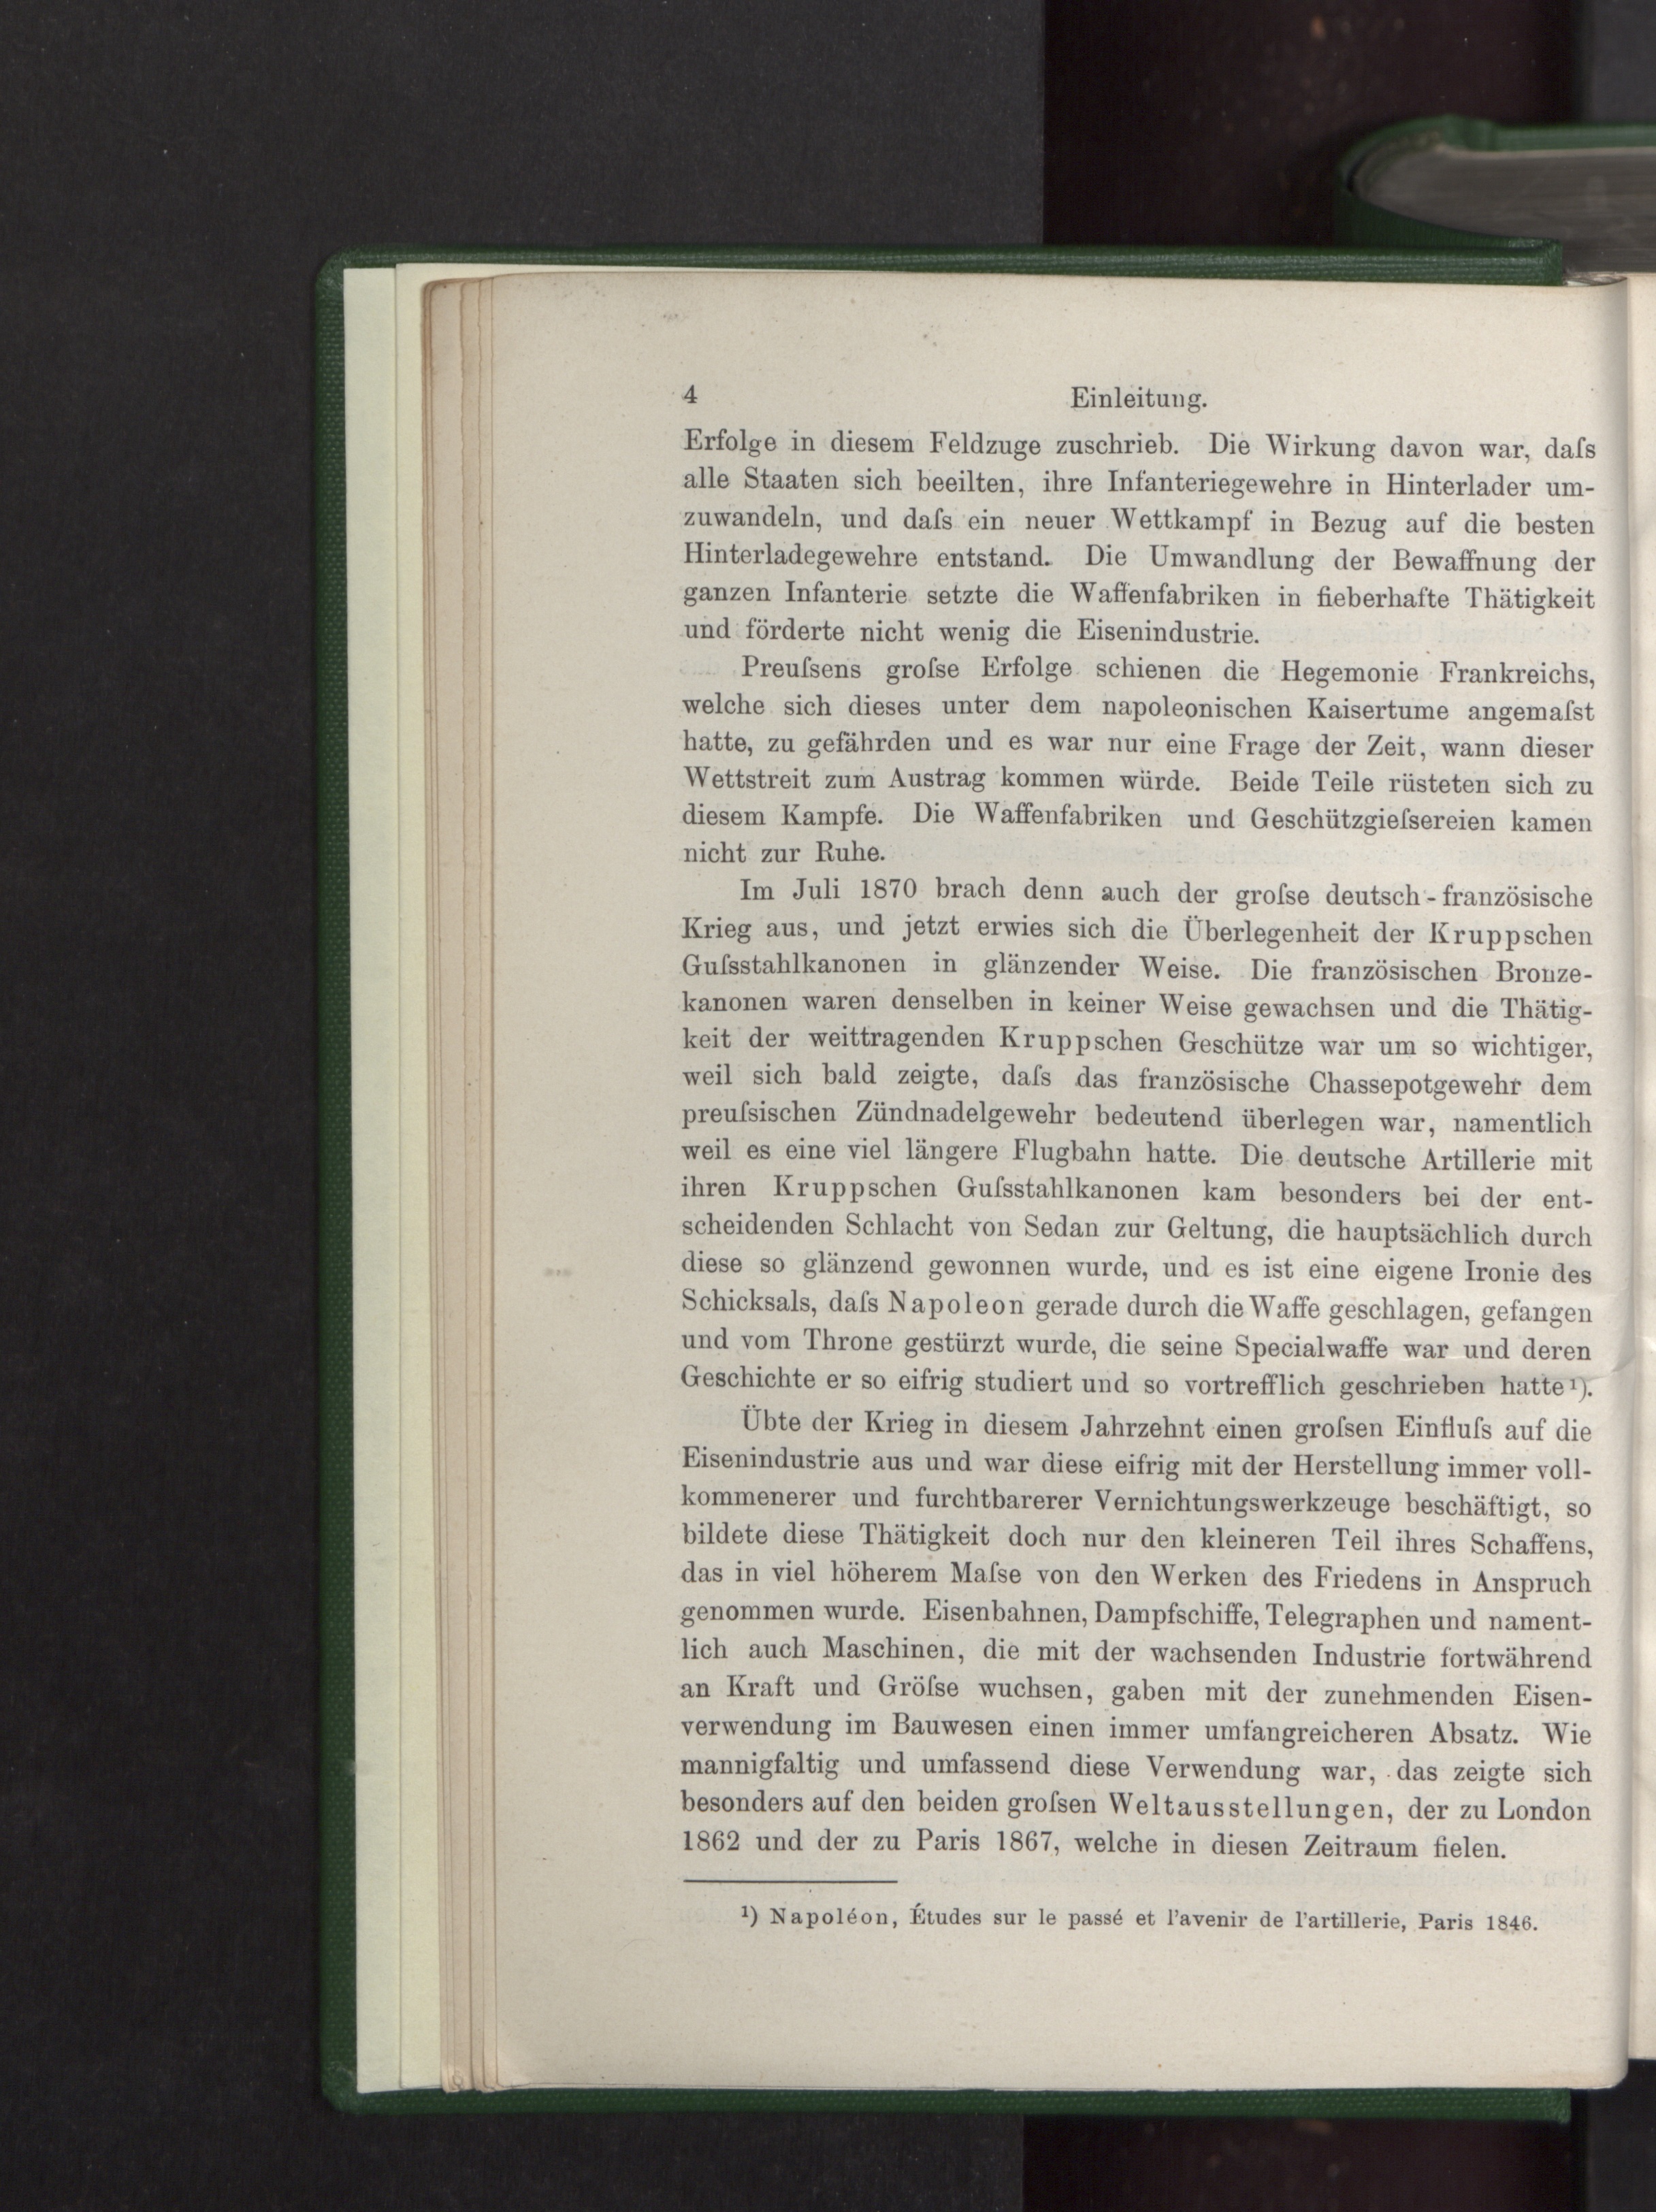 4
Einleitung.
Erfolge in diesem Feldzuge zuschrieb. Die Wirkung davon war, daſs
alle Staaten sich beeilten, ihre Infanteriegewehre in Hinterlader um-
zuwandeln, und daſs ein neuer Wettkampf in Bezug auf die besten
Hinterladegewehre entstand. Die Umwandlung der Bewaffnung der
ganzen Infanterie setzte die Waffenfabriken in fieberhafte Thätigkeit
und förderte nicht wenig die Eisenindustrie.
Preuſsens groſse Erfolge schienen die Hegemonie Frankreichs,
welche sich dieses unter dem napoleonischen Kaisertume angemaſst
hatte, zu gefährden und es war nur eine Frage der Zeit, wann dieser
Wettstreit zum Austrag kommen würde. Beide Teile rüsteten sich zu
diesem Kampfe. Die Waffenfabriken und Geschützgieſsereien kamen
nicht zur Ruhe.
Im Juli 1870 brach denn auch der groſse deutsch-französische
Krieg aus, und jetzt erwies sich die Überlegenheit der Kruppschen
Guſsstahlkanonen in glänzender Weise. Die französischen Bronze-
kanonen waren denselben in keiner Weise gewachsen und die Thätig-
keit der weittragenden Kruppschen Geschütze war um so wichtiger,
weil sich bald zeigte, daſs das französische Chassepotgewehr dem
preuſsischen Zündnadelgewehr bedeutend überlegen war, namentlich
weil es eine viel längere Flugbahn hatte. Die deutsche Artillerie mit
ihren Kruppschen Guſsstahlkanonen kam besonders bei der ent-
scheidenden Schlacht von Sedan zur Geltung, die hauptsächlich durch
diese so glänzend gewonnen wurde, und es ist eine eigene Ironie des
Schicksals, daſs Napoleon gerade durch die Waffe geschlagen, gefangen
und vom Throne gestürzt wurde, die seine Specialwaffe war und deren
Geschichte er so eifrig studiert und so vortrefflich geschrieben hatte¹).
Übte der Krieg in diesem Jahrzehnt einen groſsen Einfluſs auf die
Eisenindustrie aus und war diese eifrig mit der Herstellung immer voll-
kommenerer und furchtbarerer Vernichtungswerkzeuge beschäftigt, so
bildete diese Thätigkeit doch nur den kleineren Teil ihres Schaffens,
das in viel höherem Maſse von den Werken des Friedens in Anspruch
genommen wurde. Eisenbahnen, Dampfschiffe, Telegraphen und nament-
lich auch Maschinen, die mit der wachsenden Industrie fortwährend
an Kraft und Gröſse wuchsen, gaben mit der zunehmenden Eisen-
verwendung im Bauwesen einen immer umfangreicheren Absatz. Wie
mannigfaltig und umfassend diese Verwendung war, das zeigte sich
besonders auf den beiden groſsen Weltausstellungen, der zu London
1862 und der zu Paris 1867, welche in diesen Zeitraum fielen.
¹) Napoléon, Études sur le passé et l'avenir de l'artillerie, Paris 1846.